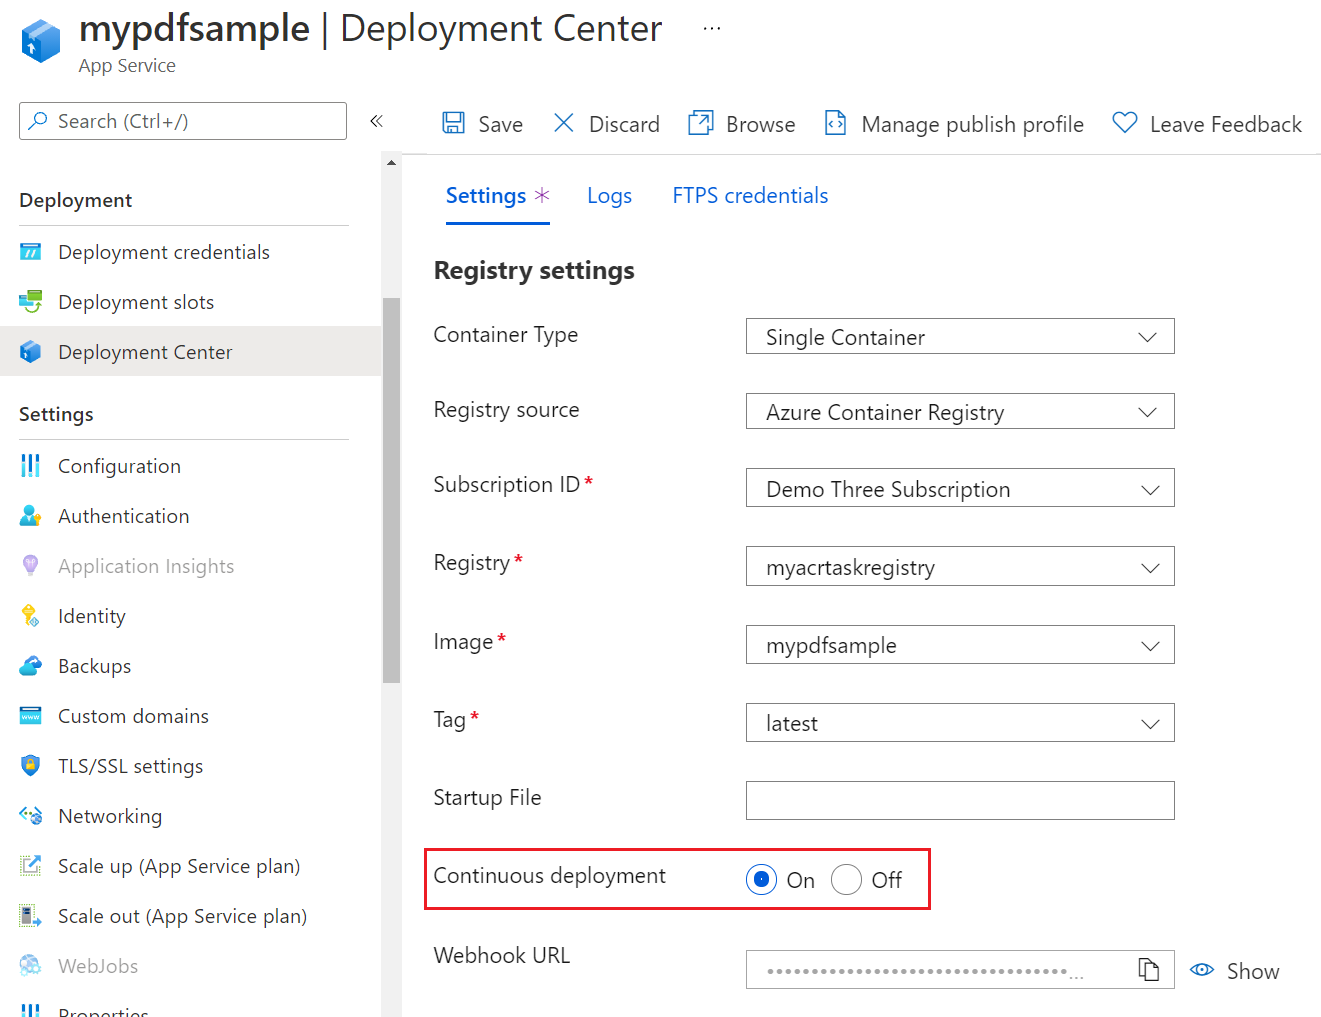 mypdfsample | Deployment Center ...
App Service
Search (Ctrl+/)
«
Save
Discard
Browse
Manage publish profile
Leave Feedback
Deployment
Deployment credentials
Deployment slots
Deployment Center
Settings
Configuration
Authentication
Application Insights
Identity
Backups
Custom domains
TLS/SSL settings
Networking
Scale up (App Service plan)
Scale out (App Service plan)
WebJobs
Properties
Settings *
Logs
FTPS credentials
Registry settings
Container Type
Single Container
Registry source
Azure Container Registry
Subscription ID *
Demo Three Subscription
Registry *
myacrtaskregistry
Image *
mypdfsample
Tag *
latest
Startup File
Continuous deployment
On
Off
Webhook URL
••••••••••••••••••••••••••••••••••...
Show